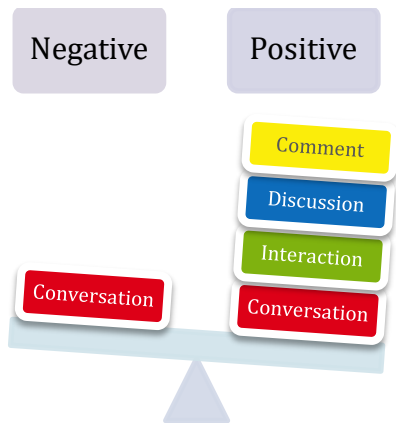 Negative
Positive
Comment
Discussion
Interaction
Conversation
Conversation